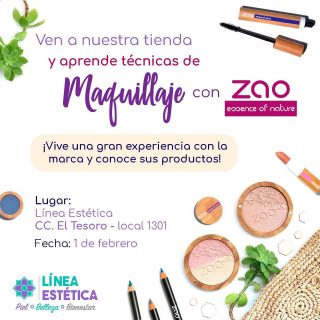 Ven a nuestra tienda
y aprende técnicas de
Maquillaje con zao
essence of nature
¡Vive una gran experiencia con la
marca y conoce sus productos!
Lugar:
Línea Estética
CC. El Tesoro - local 1301
Fecha: 1 de febrero
zao
zao
LÍNEA
ESTÉTICA
Piel • Belleza • Bienestar